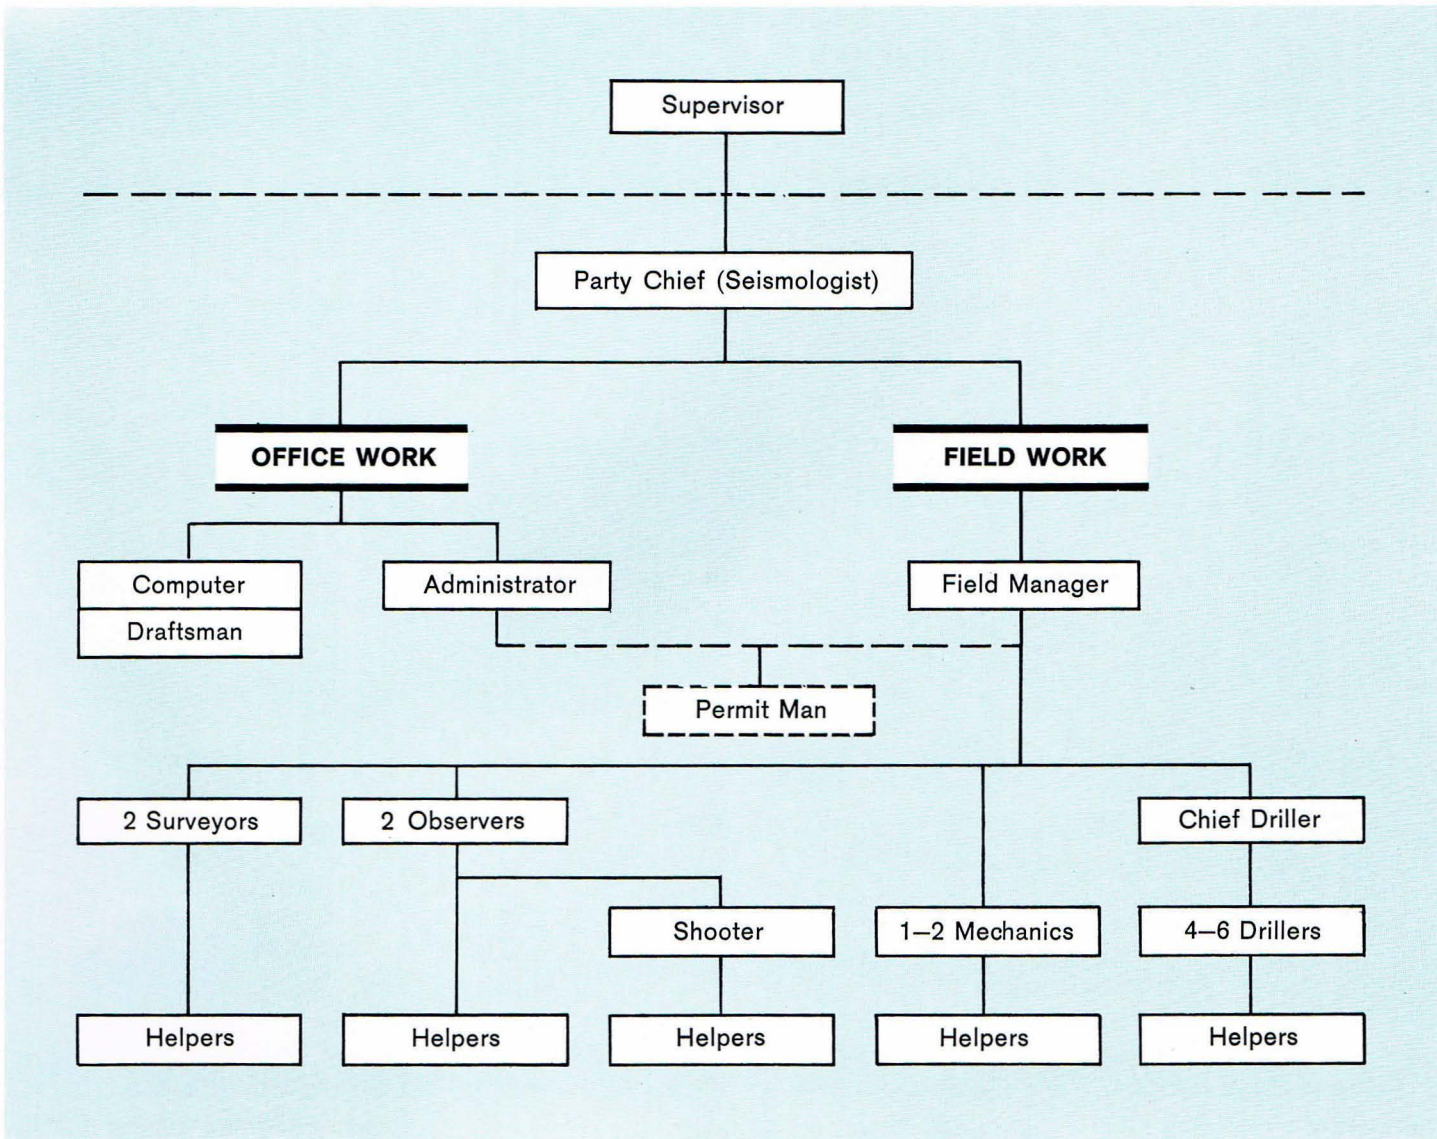 Supervisor
Party Chief (Seismologist)
OFFICE WORK
FIELD WORK
Computer
Draftsman
Administrator
Field Manager
Permit Man
2 Surveyors
2 Observers
Chief Driller
Shooter
1—2 Mechanics
4—6 Drillers
Helpers
Helpers
Helpers
Helpers
Helpers